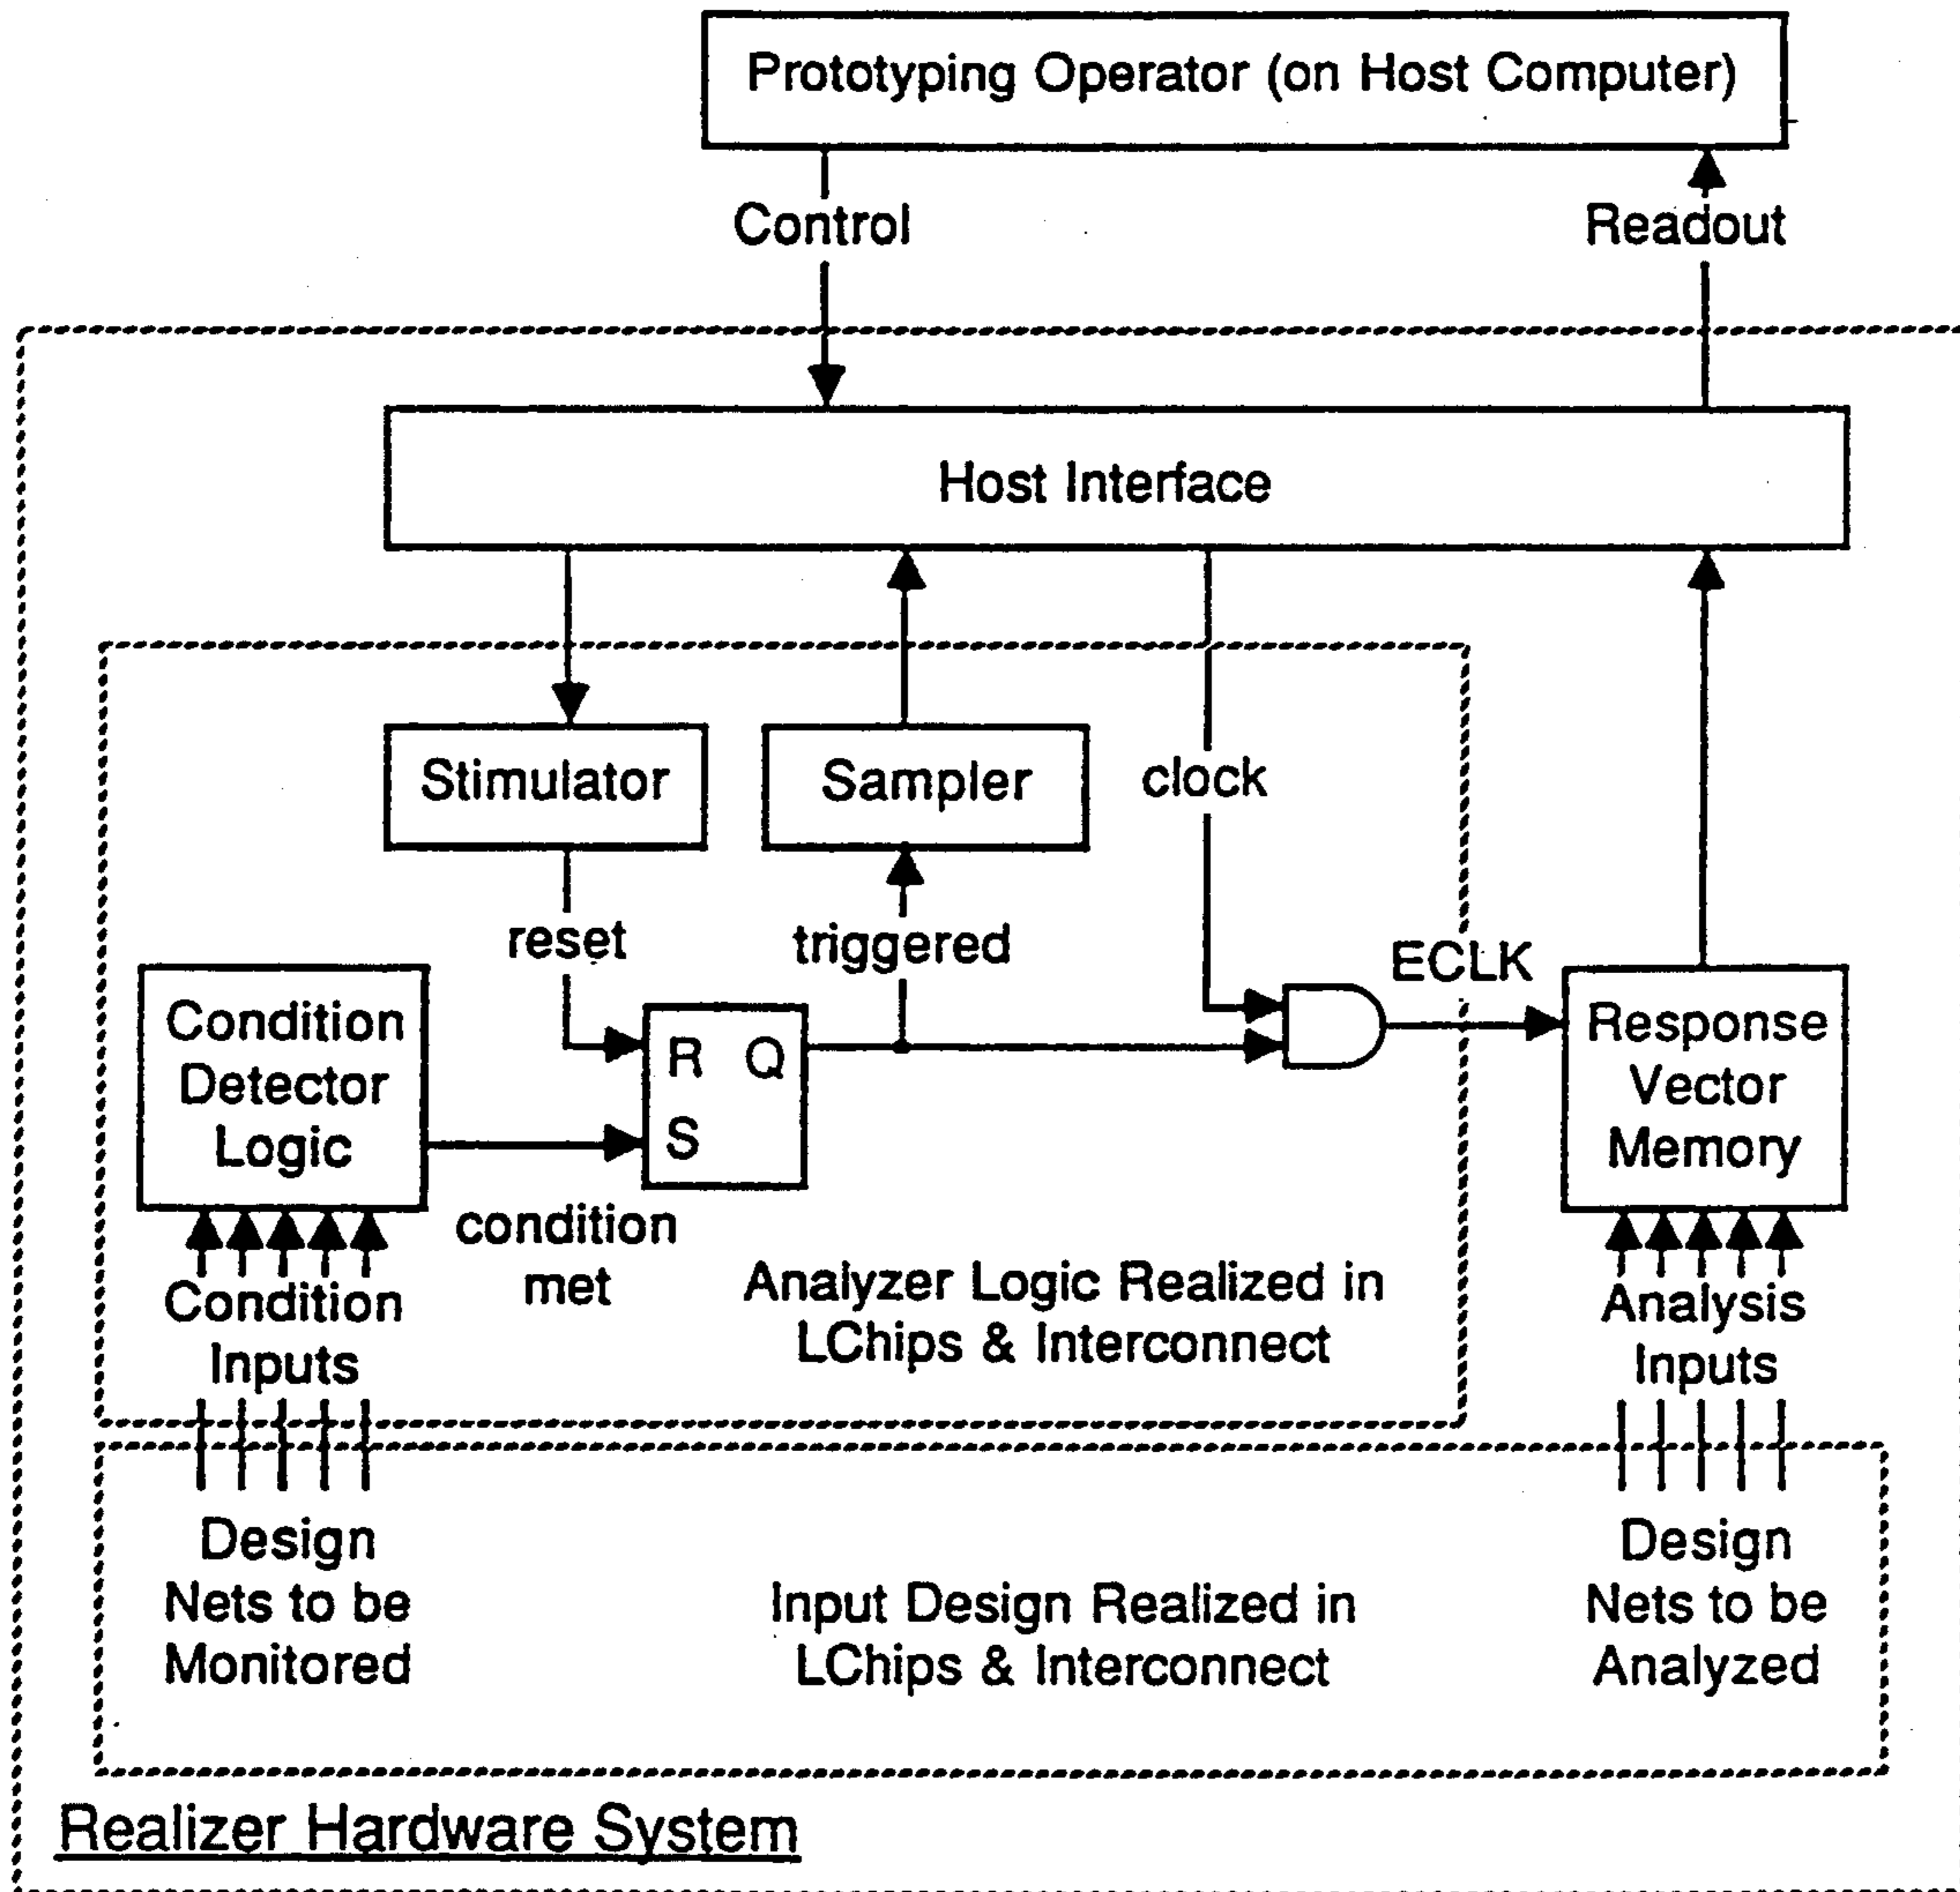 Prototyping Operator (on Host Computer)
Control
Readout
Host Interface
Stimulator
Sampler
clock
reset
triggered
ECLK
Condition
Detector
Logic
R Q
S
Response
Vector
Memory
condition
met
Condition
Inputs
Analyzer Logic Realized in
LChips & Interconnect
Analysis
Inputs
Design
Nets to be
Monitored
Input Design Realized in
LChips & Interconnect
Design
Nets to be
Analyzed
Realizer Hardware System